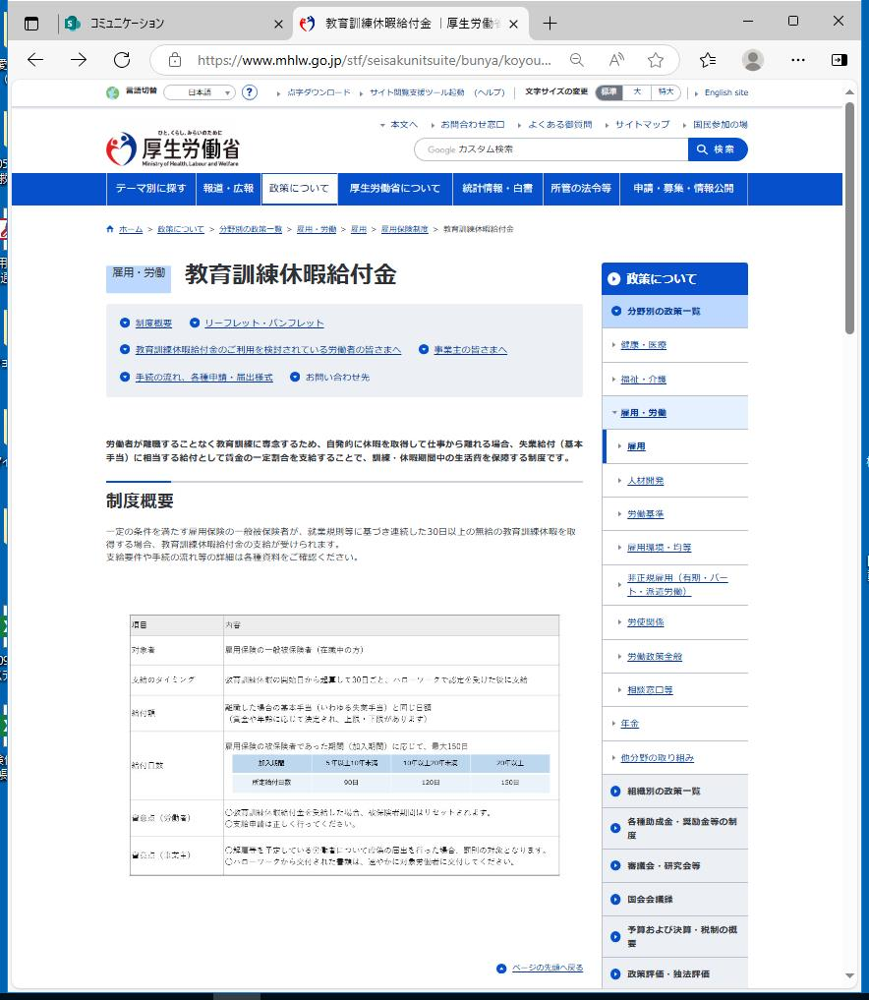 コミュニケーション
教育訓練休暇給付金 ｜厚生労働省
https://www.mhlw.go.jp/stf/seisakunitsuite/bunya/koyou...
言語切替 日本語 ? 点字ダウンロード サイト閲覧支援ツール起動 (ヘルプ) 文字サイズの変更 標準 大 特大 English site
本文へ お問合わせ窓口 よくある御質問 サイトマップ 国民参加の場
ひと、くらし、みらいのために
厚生労働省
Ministry of Health, Labour and Welfare
Google カスタム検索 検索
テーマ別に探す 報道・広報 政策について 厚生労働省について 統計情報・白書 所管の法令等 申請・募集・情報公開
ホーム > 政策について > 分野別の政策一覧 > 雇用・労働 > 雇用 > 雇用保険制度 > 教育訓練休暇給付金
雇用・労働 教育訓練休暇給付金
制度概要 リーフレット・パンフレット
教育訓練休暇給付金のご利用を検討されている労働者の皆さまへ 事業主の皆さまへ
手続の流れ、各種申請・届出様式 お問い合わせ先
労働者が離職することなく教育訓練に専念するため、自発的に休暇を取得して仕事から離れる場合、失業給付（基本
手当）に相当する給付として賃金の一定割合を支給することで、訓練・休暇期間中の生活費を保障する制度です。
制度概要
一定の条件を満たす雇用保険の一般被保険者が、就業規則等に基づき連続した30日以上の無給の教育訓練休暇を取
得する場合、教育訓練休暇給付金の支給が受けられます。
支給要件や手続の流れ等の詳細は各種資料をご確認ください。
項目 内容
対象者 雇用保険の一般被保険者（在職中の方）
支給のタイミング 教育訓練休暇の開始日から起算して30日ごと、ハローワークで認定を受けた後に支給
給付額 離職した場合の基本手当（いわゆる失業手当）と同じ日額
（賃金や年齢に応じて決定され、上限・下限があります）
給付日数 雇用保険の被保険者であった期間（加入期間）に応じて、最大150日
加入期間 5年以上10年未満 10年以上20年未満 20年以上
所定給付日数 90日 120日 150日
留意点（労働者） 〇教育訓練休暇給付金を受給した場合、被保険者期間はリセットされます。
〇支給申請は正しく行ってください。
留意点（事業主） 〇解雇等を予定している労働者について虚偽の届出を行った場合、罰則の対象となります。
〇ハローワークから交付された書類は、速やかに対象労働者に交付してください。
ページの先頭へ戻る
政策について
分野別の政策一覧
健康・医療
福祉・介護
雇用・労働
雇用
人材開発
労働基準
雇用環境・均等
非正規雇用（有期・パー
ト・派遣労働）
労使関係
労働政策全般
相談窓口等
年金
他分野の取り組み
組織別の政策一覧
各種助成金・奨励金等の制
度
審議会・研究会等
国会会議録
予算および決算・税制の概
要
政策評価・独法評価